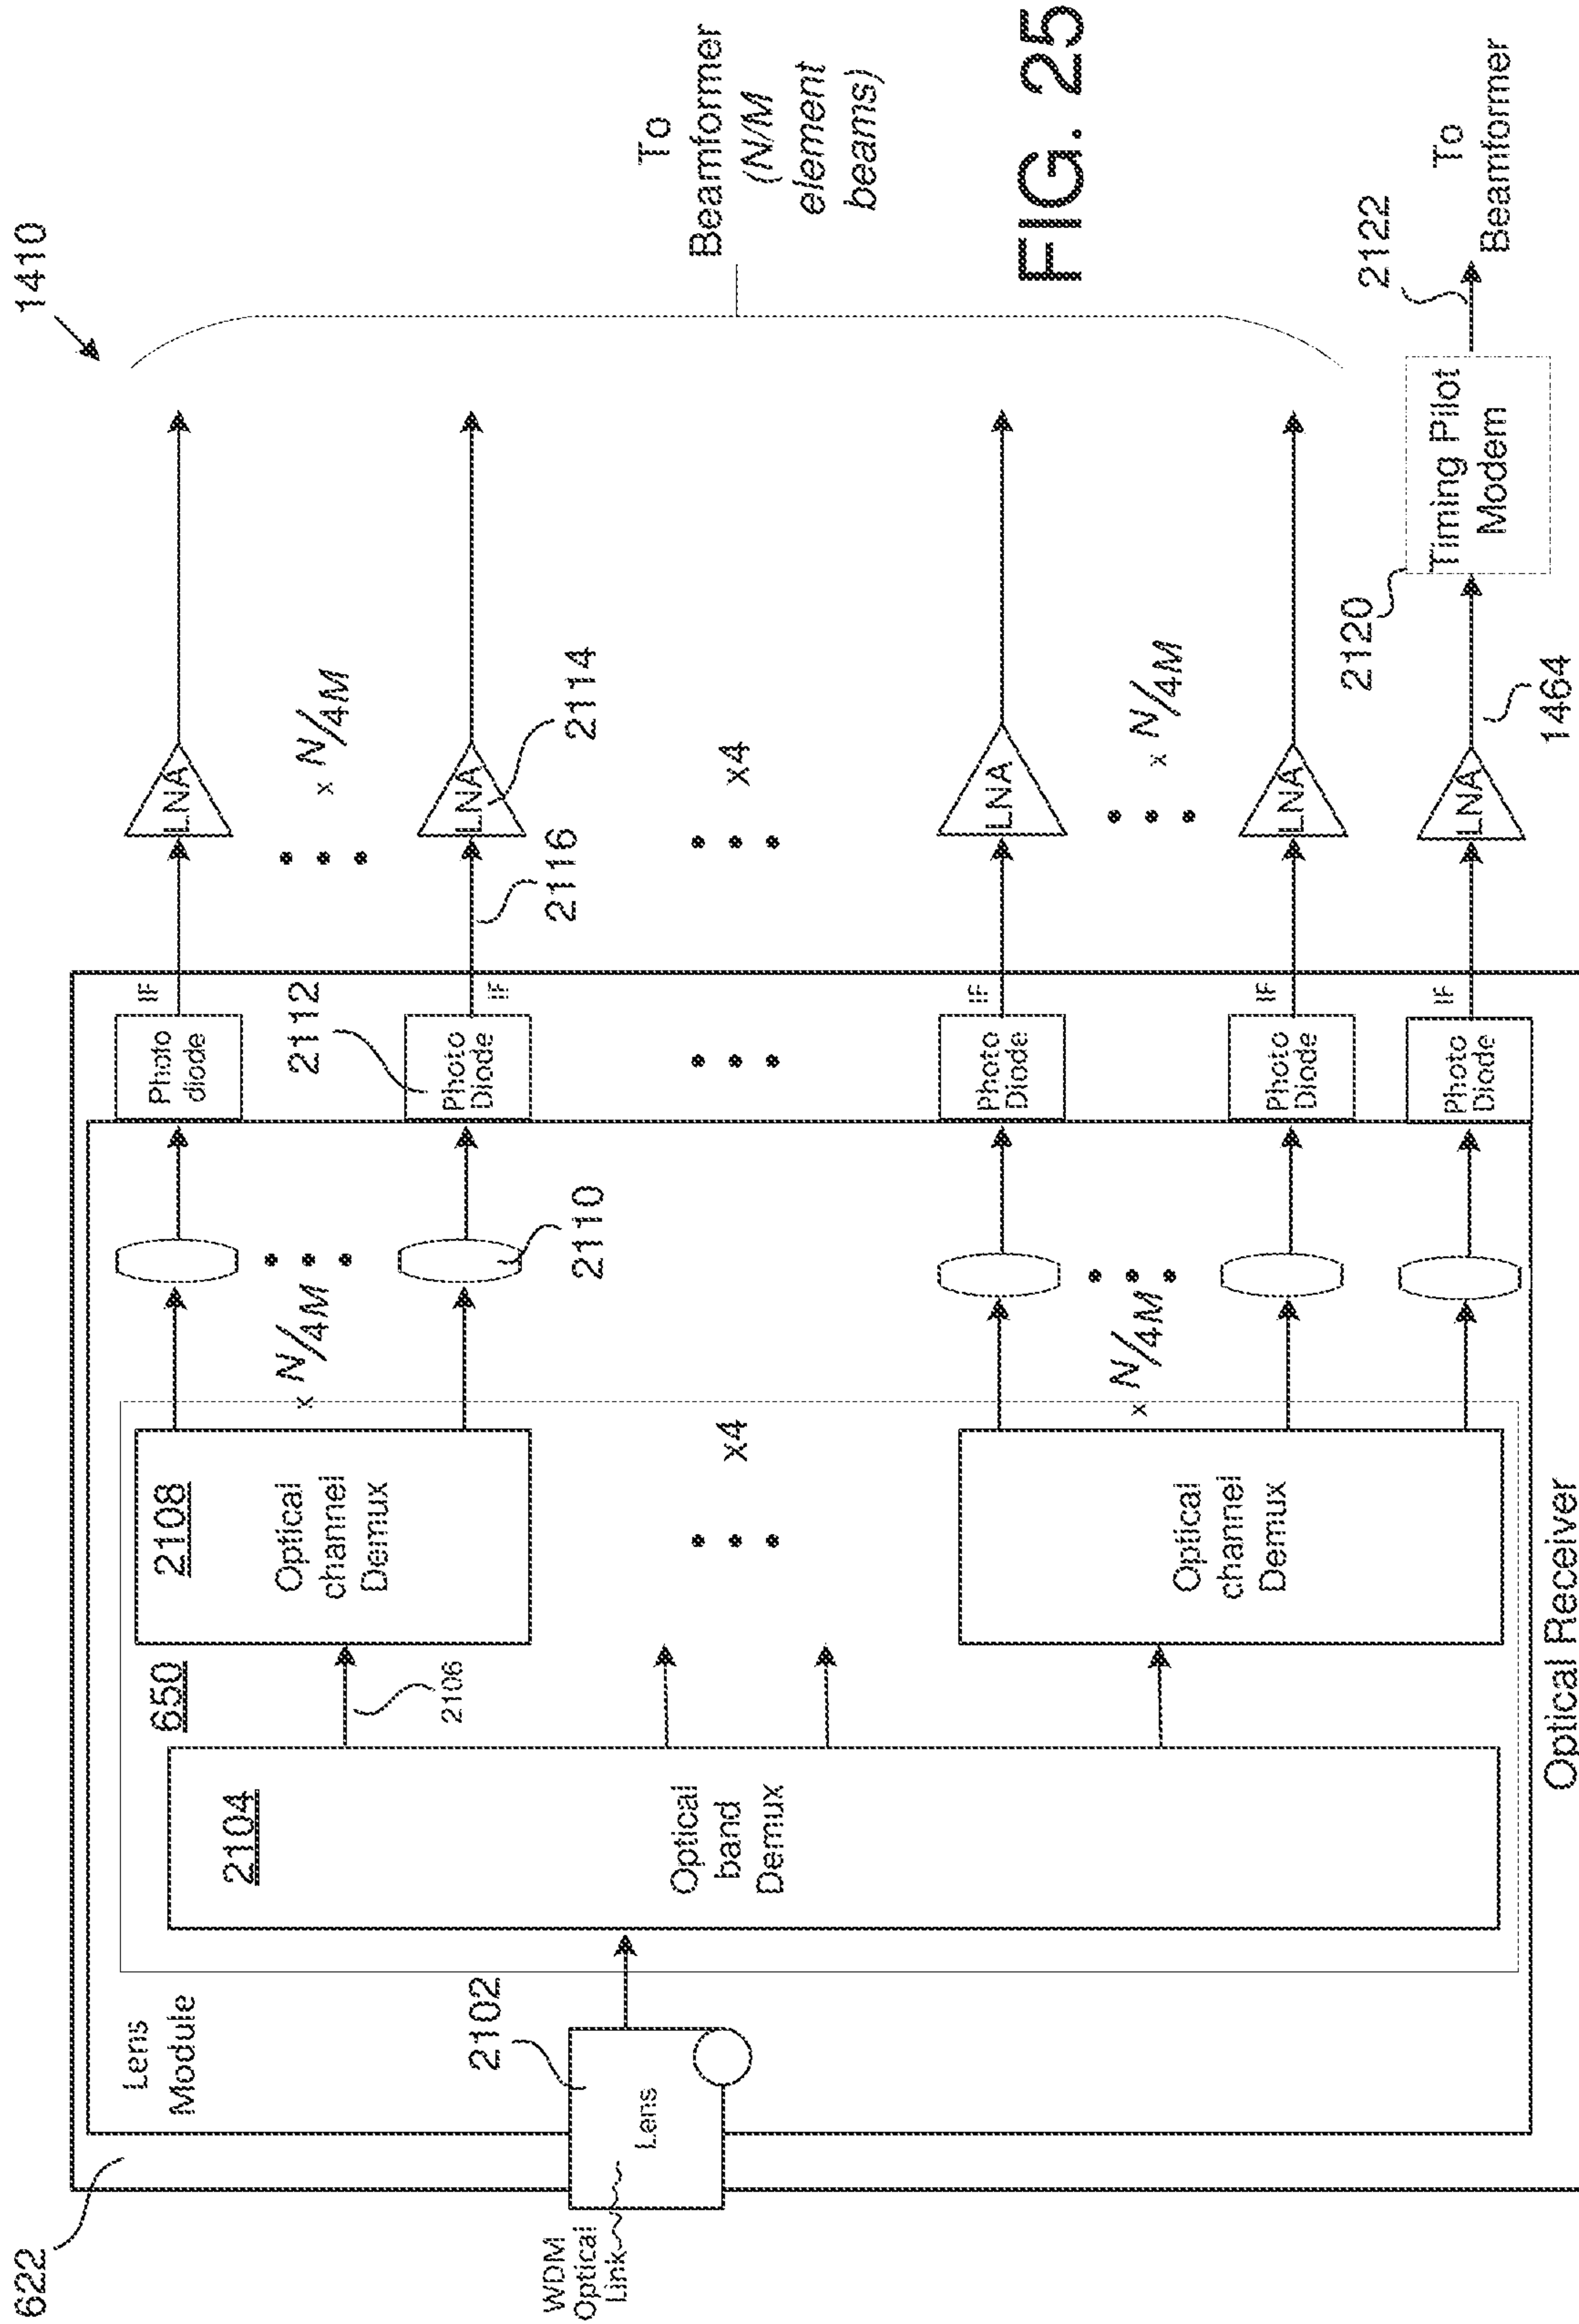 622
WDM
Optical
Link
Lens
2102
Lens
Module
2104
Optical
band
Demux
650
2106
2108
Optical
channel
Demux
x4
Optical
channel
Demux
x N/4M
x N/4M
2110
Photo
diode
2112
Photo
Diode
Photo
Diode
Photo
Diode
Photo
Diode
IF
IF
IF
IF
IF
Optical Receiver
2116
LNA
LNA
LNA
LNA
LNA
2114
x N/4M
x4
x N/4M
1464
2120
Timing Pilot
Modem
2122
To
Beamformer
1410
To
Beamformer
(N/M
element
beams)
FIG. 25